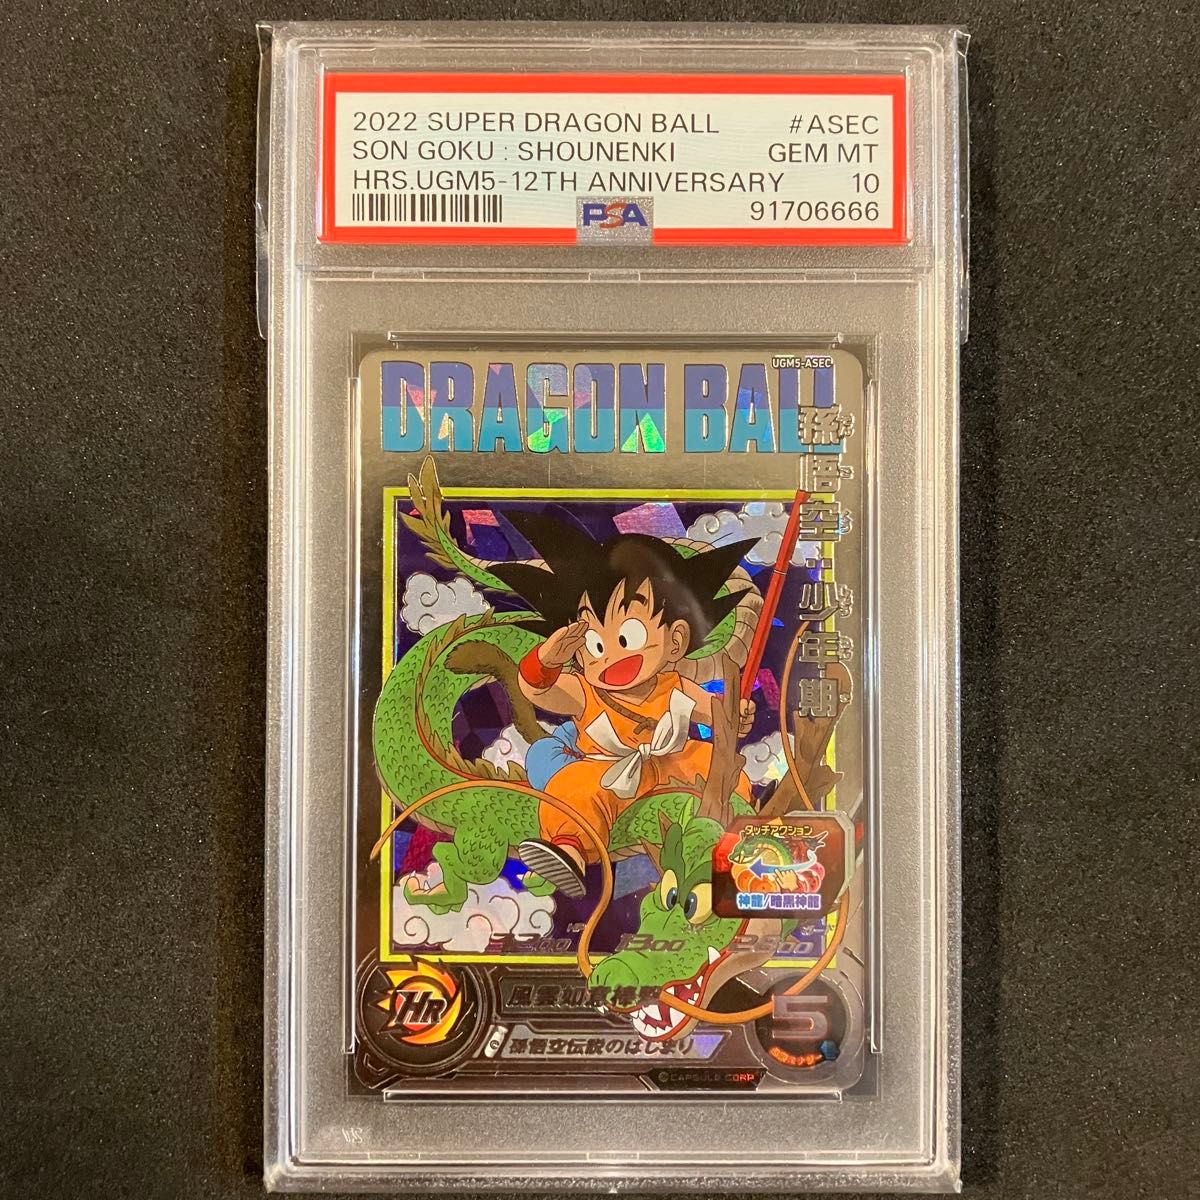 2022 SUPER DRAGON BALL #ASEC
SON GOKU : SHOUNENKI GEM MT
HRS.UGM5-12TH ANNIVERSARY 10
PSA 91706666
UGM5-ASEC
DRAGON BALL
孫悟空:少年期
タッチアクション
神龍/暗黒神龍
HP
HR
風雲如意棒
孫悟空伝説のはじまり
5
CAPSULE CORP